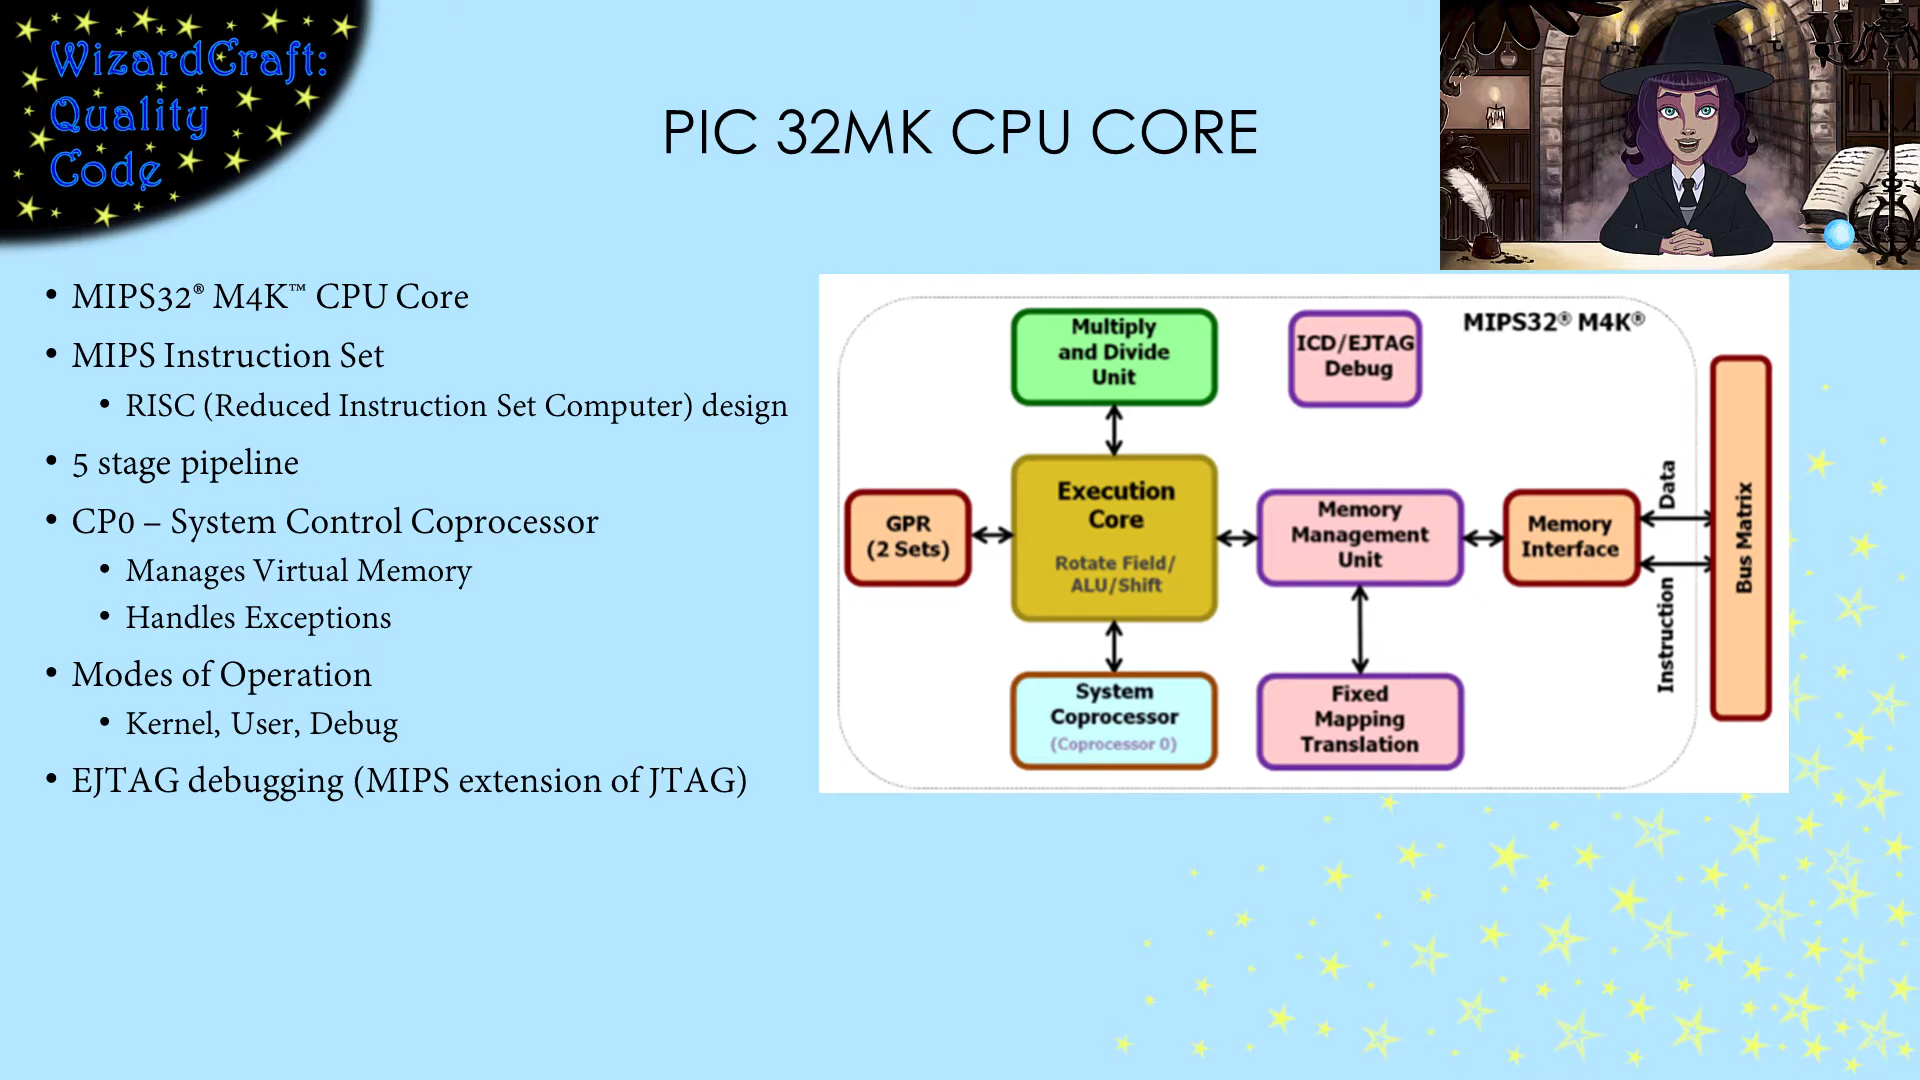 WizardCraft:
Quality
Code
PIC 32MK CPU CORE
• MIPS32® M4K™ CPU Core
• MIPS Instruction Set
• RISC (Reduced Instruction Set Computer) design
• 5 stage pipeline
• CP0 – System Control Coprocessor
• Manages Virtual Memory
• Handles Exceptions
• Modes of Operation
• Kernel, User, Debug
• EJTAG debugging (MIPS extension of JTAG)
MIPS32® M4K®
Multiply
and Divide
Unit
ICD/EJTAG
Debug
GPR
(2 Sets)
Execution
Core
Rotate Field/
ALU/Shift
Memory
Management
Unit
Memory
Interface
Data
Instruction
Bus Matrix
System
Coprocessor
(Coprocessor 0)
Fixed
Mapping
Translation